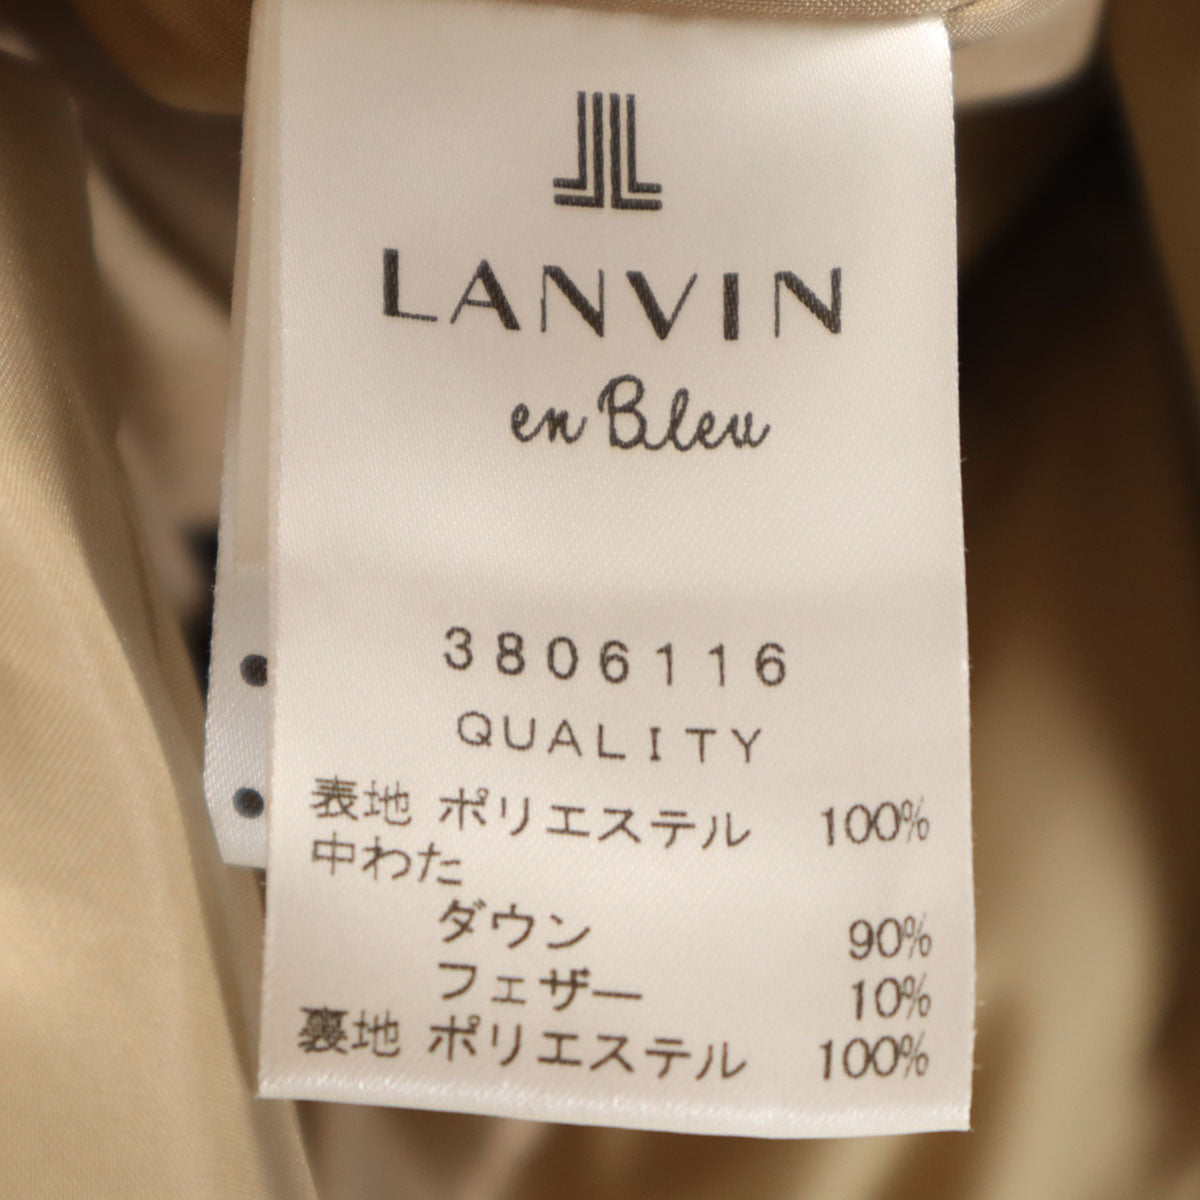 LANVIN
en Bleu
3806116
QUALITY
表地 ポリエステル 100%
中わた
ダウン 90%
フェザー 10%
裏地 ポリエステル 100%